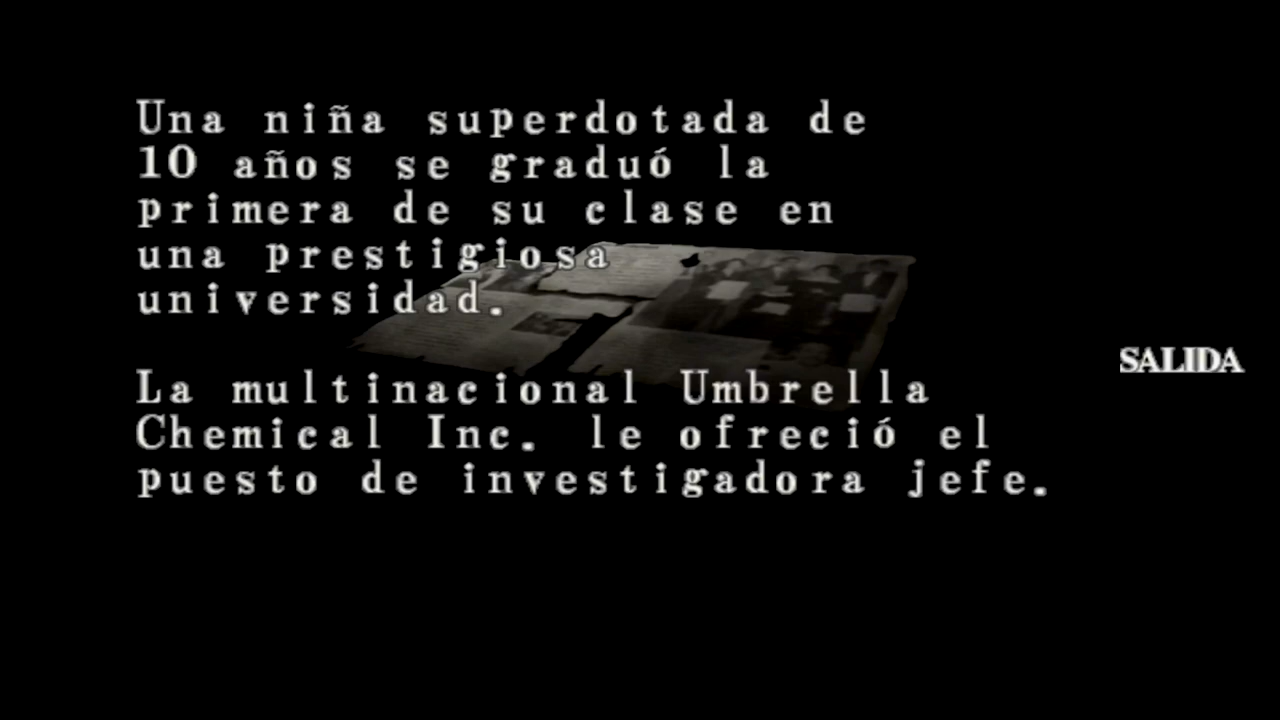 Una niña superdotada de
10 años se graduó la
primera de su clase en
una prestigiosa
universidad.
La multinacional Umbrella
Chemical Inc. le ofreció el
puesto de investigadora jefe.
SALIDA